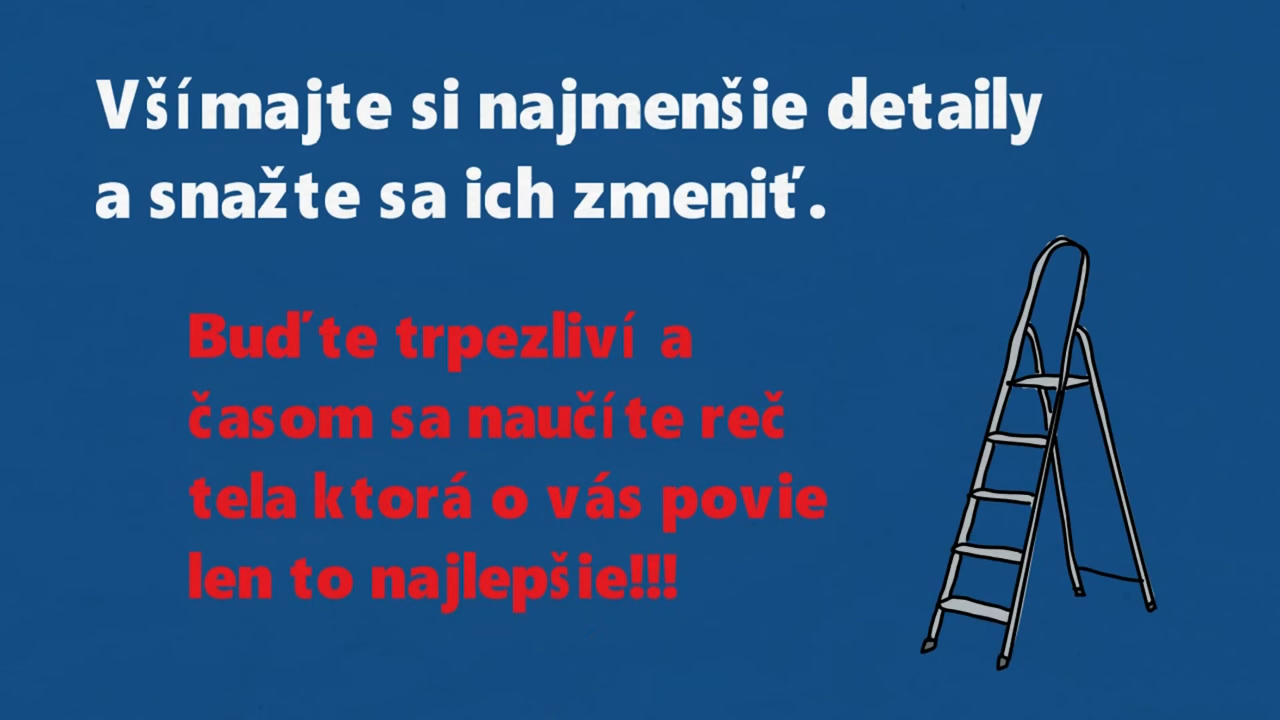 Všímajte si najmenšie detaily
a snažte sa ich zmeniť.
Buďte trpezliví a
časom sa naučíte reč
tela ktorá o vás povie
len to najlepšie!!!